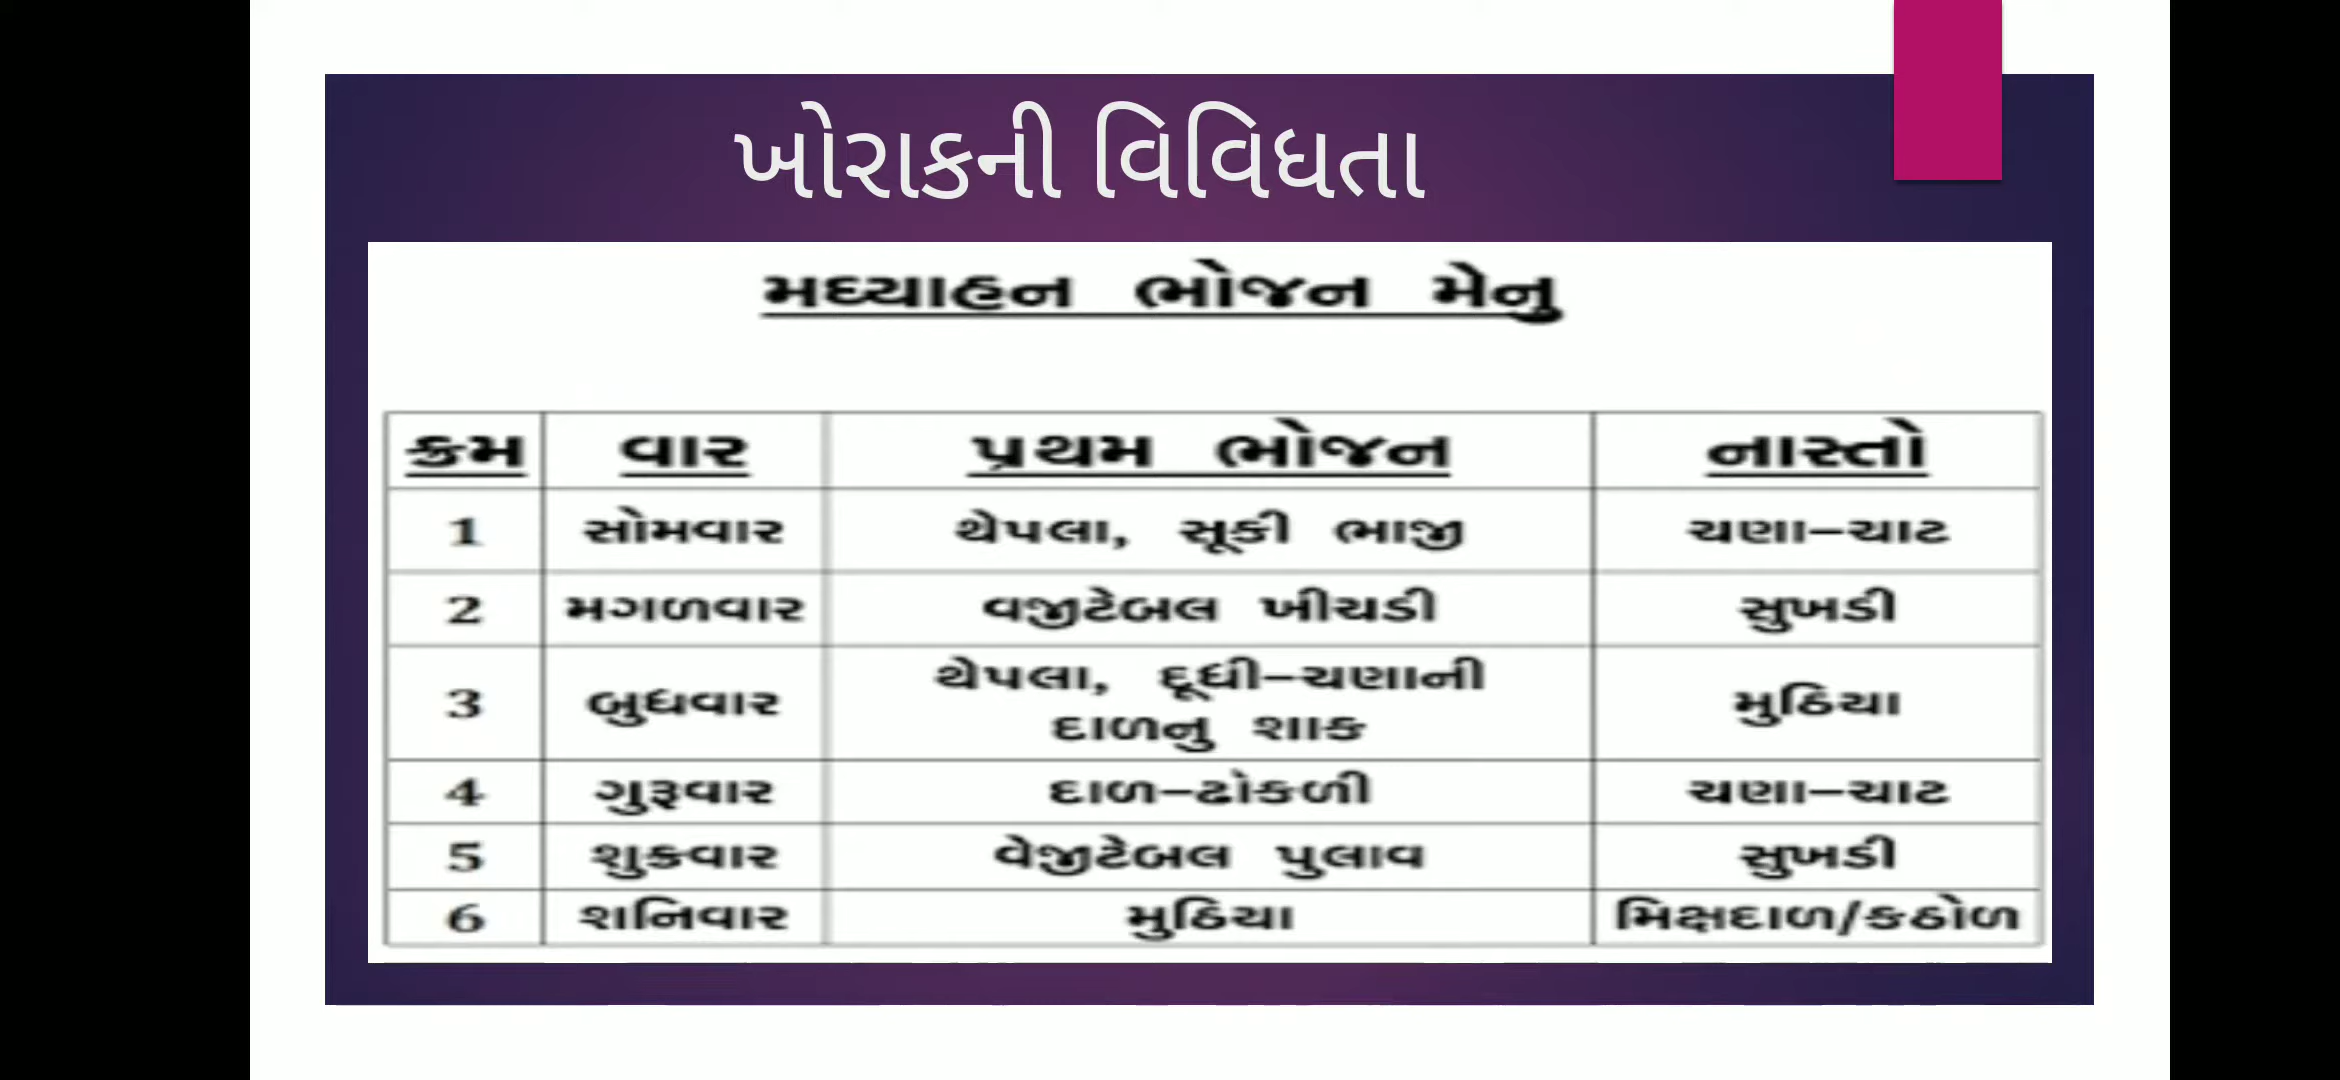 ખોરાકની વિવિધતા
મધ્યાહન ભોજન મેનુ
ક્રમ વાર પ્રથમ ભોજન નાસ્તો
1 સોમવાર થેપલા, સૂકી ભાજી ચણા–ચાટ
2 મગળવાર વજીટેબલ ખીચડી સુખડી
3 બુધવાર થેપલા, દૂધી–ચણાની
દાળનુ શાક મુઠિયા
4 ગુરૂવાર દાળ–ઢોકળી ચણા–ચાટ
5 શુક્રવાર વેજીટેબલ પુલાવ સુખડી
6 શનિવાર મુઠિયા મિક્ષદાળ/કઠોળ